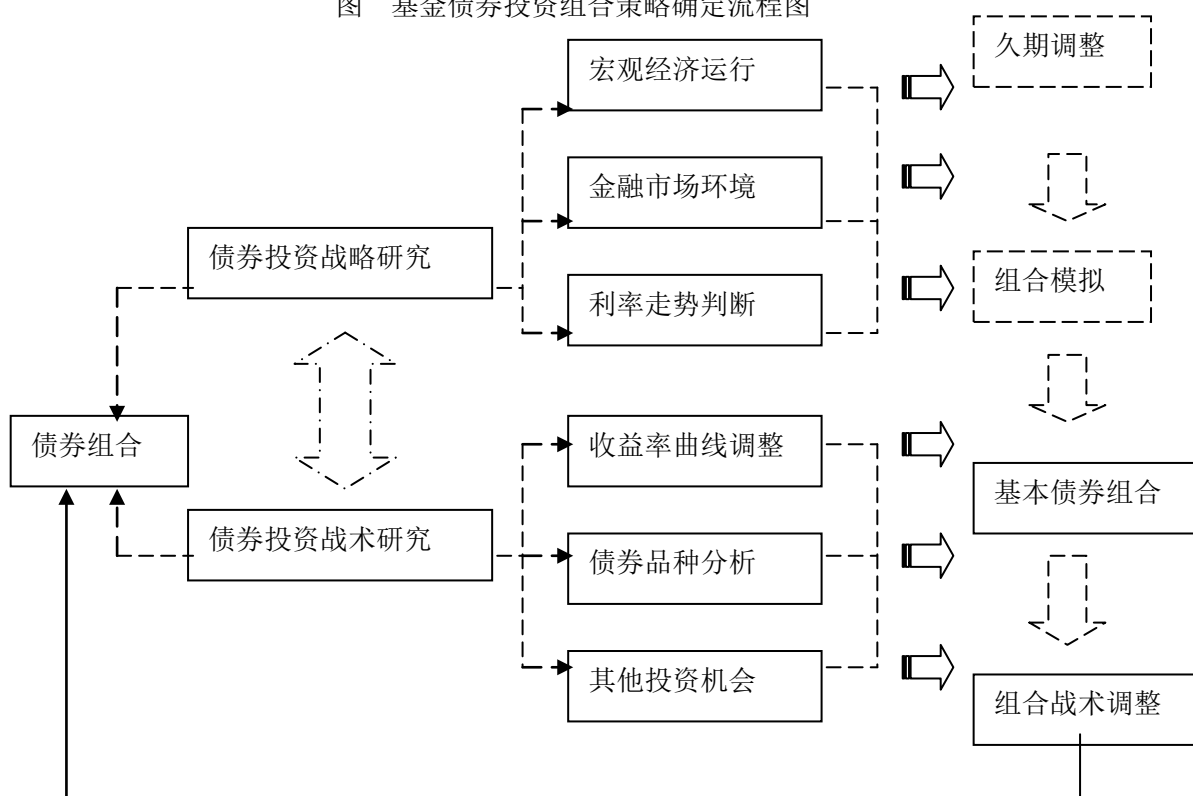 图 基金债券投资组合策略确定流程图
宏观经济运行
久期调整
金融市场环境
债券投资战略研究
利率走势判断
组合模拟
债券组合
收益率曲线调整
基本债券组合
债券投资战术研究
债券品种分析
其他投资机会
组合战术调整